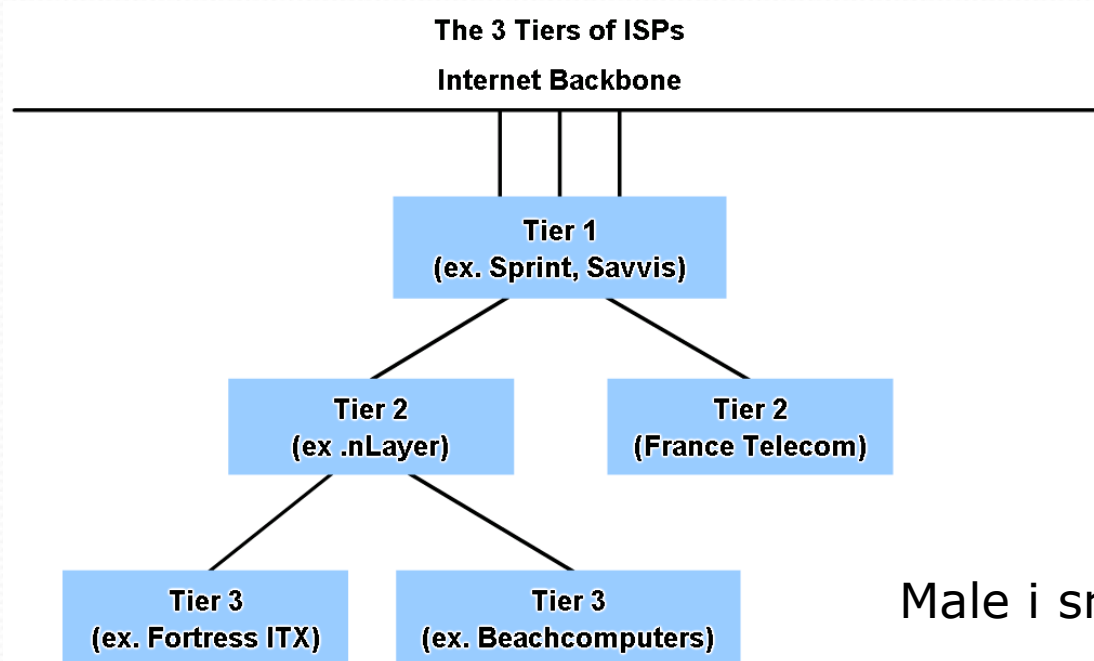 The 3 Tiers of ISPs
Internet Backbone
Tier 1
(ex. Sprint, Savvis)
Tier 2
(ex .nLayer)
Tier 2
(France Telecom)
Tier 3
(ex. Fortress ITX)
Tier 3
(ex. Beachcomputers)
Male i